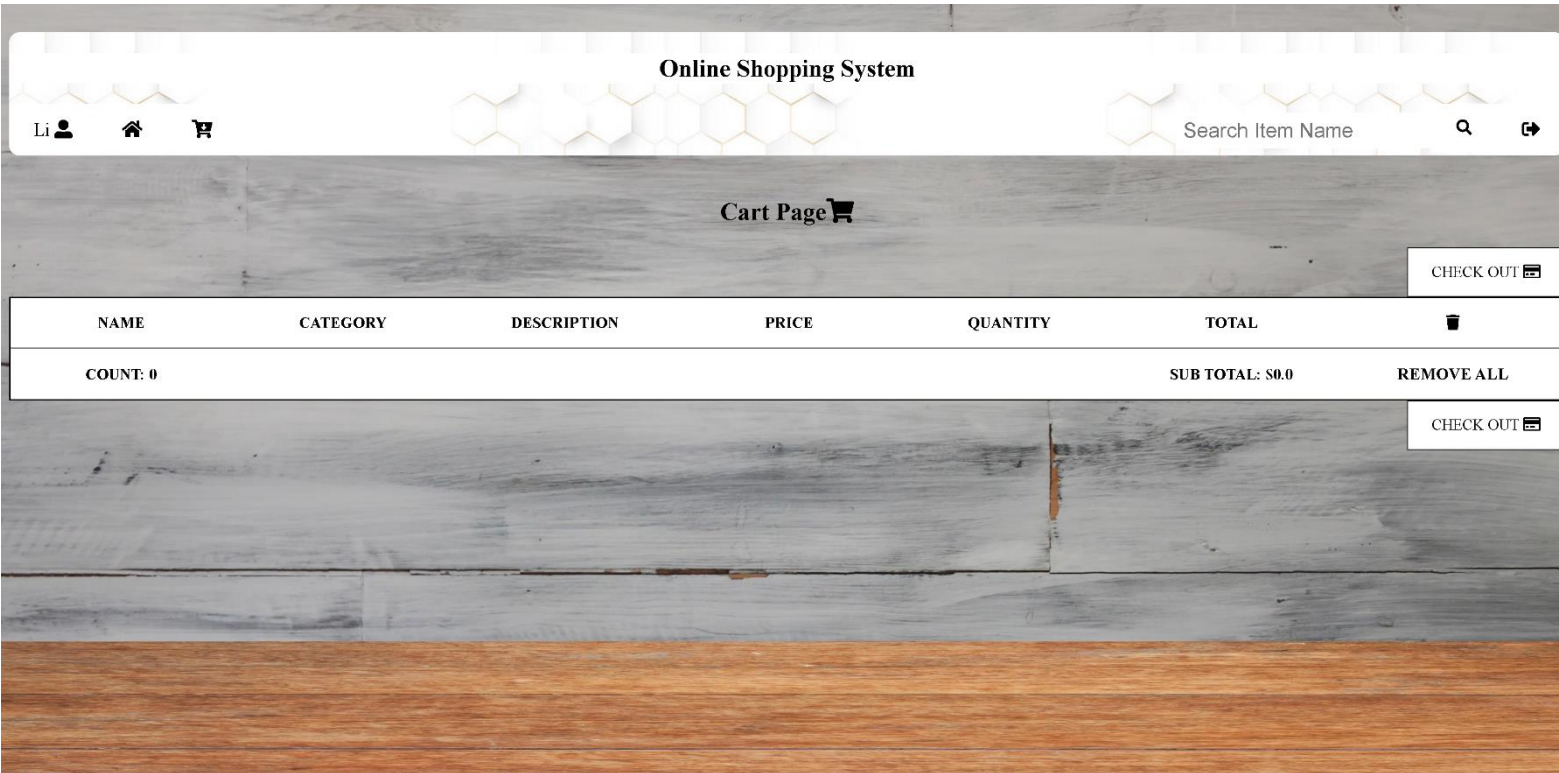 Online Shopping System
Li
Search Item Name
Cart Page
CHECK OUT
NAME CATEGORY DESCRIPTION PRICE QUANTITY TOTAL
COUNT: 0 SUB TOTAL: $0.0 REMOVE ALL
CHECK OUT